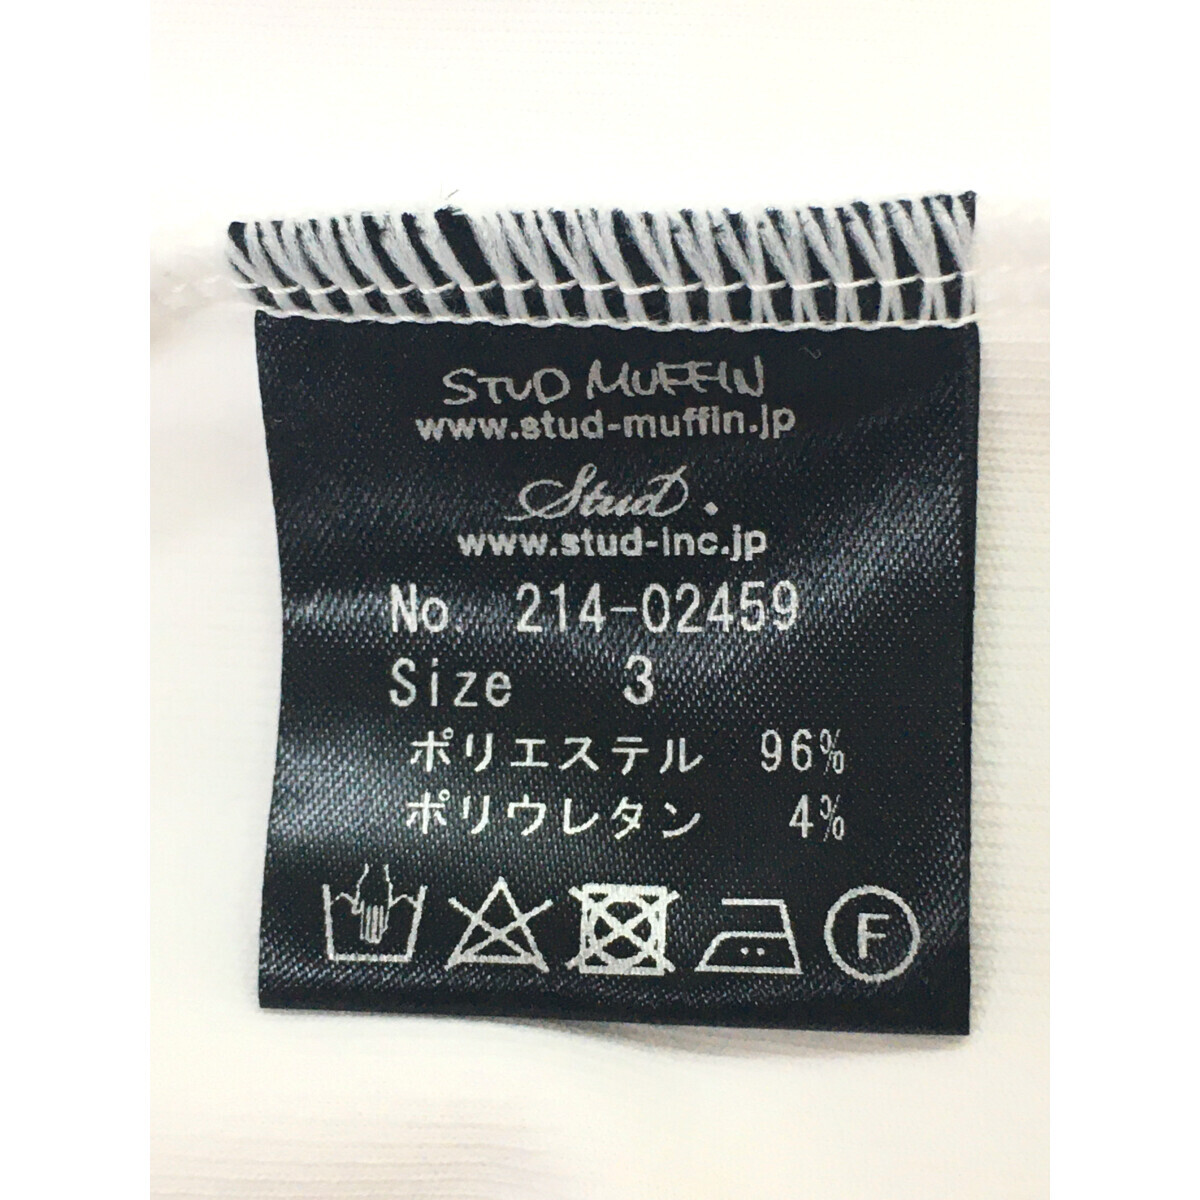 STUD MUFFIN
www.stud-muffin.jp
Stud.
www.stud-inc.jp
No. 214-02459
Size 3
ポリエステル 96%
ポリウレタン 4%
F